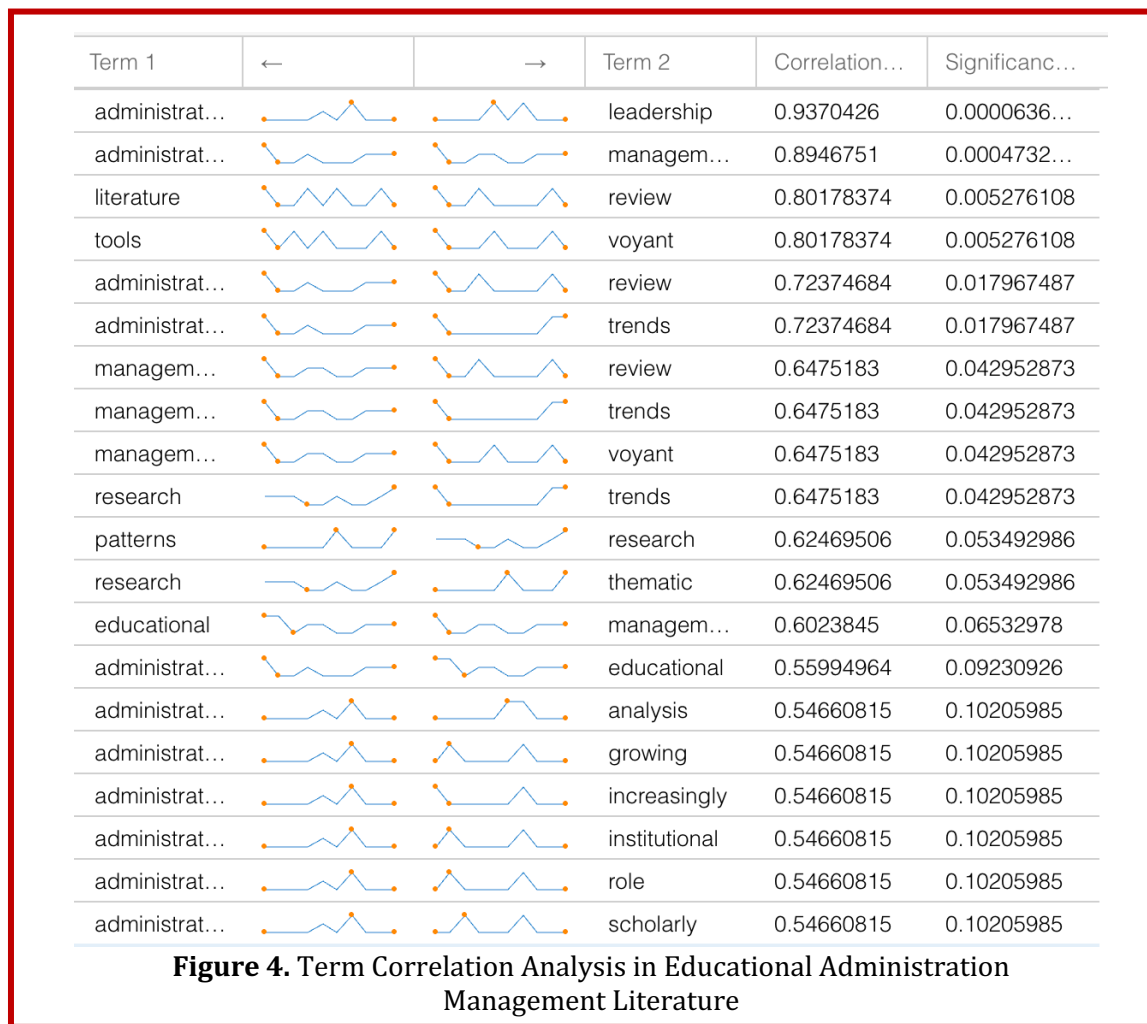 Term 1 ← → Term 2 Correlation... Significanc...
administrat... leadership 0.9370426 0.0000636...
administrat... managem... 0.8946751 0.0004732...
literature review 0.80178374 0.005276108
tools voyant 0.80178374 0.005276108
administrat... review 0.72374684 0.017967487
administrat... trends 0.72374684 0.017967487
managem... review 0.6475183 0.042952873
managem... trends 0.6475183 0.042952873
managem... voyant 0.6475183 0.042952873
research trends 0.6475183 0.042952873
patterns research 0.62469506 0.053492986
research thematic 0.62469506 0.053492986
educational managem... 0.6023845 0.06532978
administrat... educational 0.55994964 0.09230926
administrat... analysis 0.54660815 0.10205985
administrat... growing 0.54660815 0.10205985
administrat... increasingly 0.54660815 0.10205985
administrat... institutional 0.54660815 0.10205985
administrat... role 0.54660815 0.10205985
administrat... scholarly 0.54660815 0.10205985
Figure 4. Term Correlation Analysis in Educational Administration
Management Literature